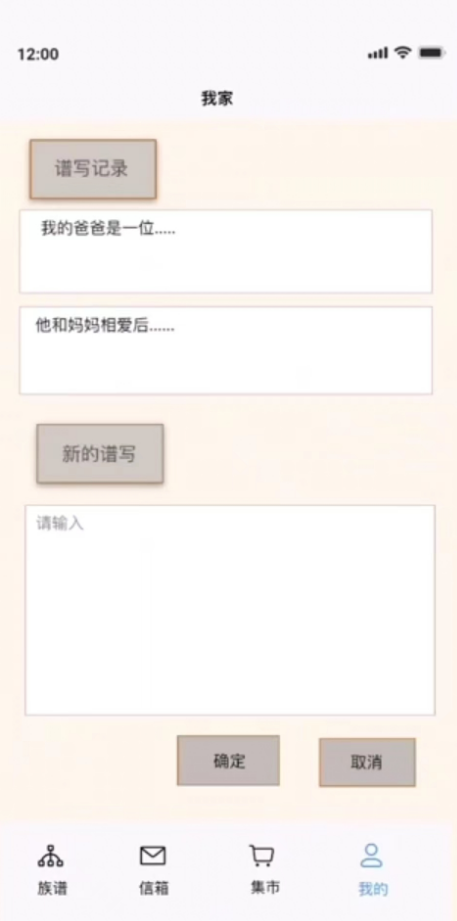 12:00
我家
谱写记录
我的爸爸是一位.....
他和妈妈相爱后......
新的谱写
请输入
确定
取消
族谱
信箱
集市
我的